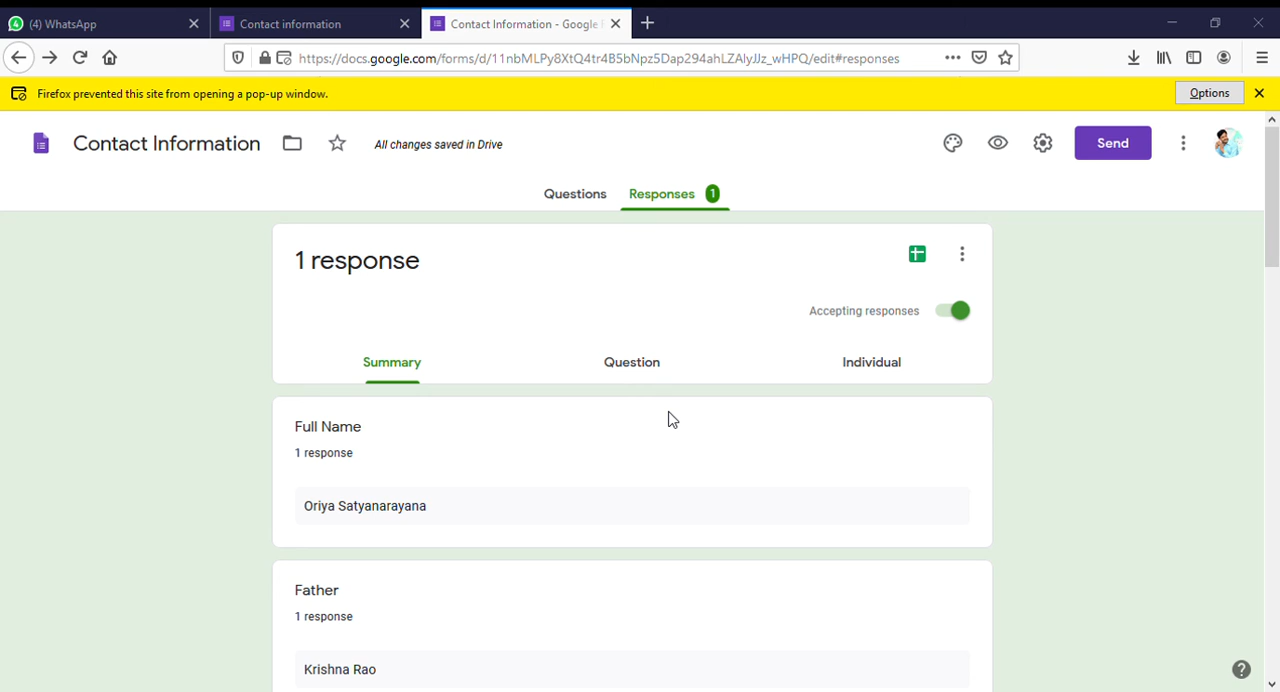 (4) WhatsApp
Contact information
Contact Information - Google F
https://docs.google.com/forms/d/11nbMLPy8XtQ4tr4B5bNpz5Dap294ahLZAlyJJz_wHPQ/edit#responses
Firefox prevented this site from opening a pop-up window.
Options
Contact Information
All changes saved in Drive
Send
Questions
Responses 1
1 response
Accepting responses
Summary
Question
Individual
Full Name
1 response
Oriya Satyanarayana
Father
1 response
Krishna Rao